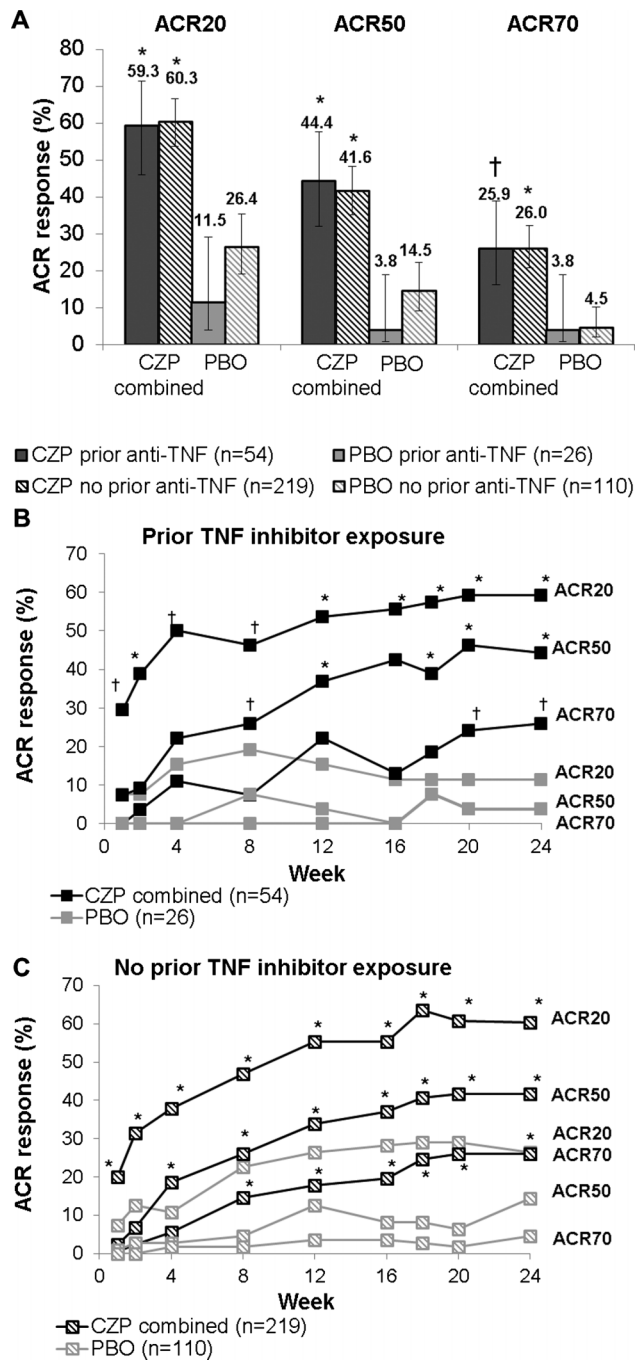 A
ACR20 ACR50 ACR70
ACR response (%)
80
70
60
50
40
30
20
10
0
* * * * † *
59.3 60.3 11.5 26.4 44.4 41.6 3.8 14.5 25.9 26.0 3.8 4.5
CZP PBO CZP PBO CZP PBO
combined combined combined
CZP prior anti-TNF (n=54) PBO prior anti-TNF (n=26)
CZP no prior anti-TNF (n=219) PBO no prior anti-TNF (n=110)
B
Prior TNF inhibitor exposure
ACR response (%)
70
60
50
40
30
20
10
0
† * † † * * * * *
† * * * *
† †
ACR20
ACR50
ACR70
ACR20
ACR50
ACR70
0 4 8 12 16 20 24
Week
CZP combined (n=54)
PBO (n=26)
C
No prior TNF inhibitor exposure
ACR response (%)
70
60
50
40
30
20
10
0
* * * * * * * * *
* * * * * * *
* * * * * *
ACR20
ACR50
ACR20
ACR70
ACR50
ACR70
0 4 8 12 16 20 24
Week
CZP combined (n=219)
PBO (n=110)